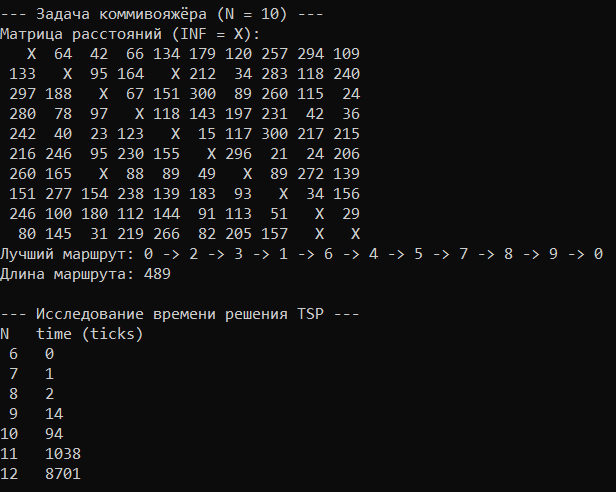 --- Задача коммивояжёра (N = 10) ---
Матрица расстояний (INF = X):
X 64 42 66 134 179 120 257 294 109
133 X 95 164 X 212 34 283 118 240
297 188 X 67 151 300 89 260 115 24
280 78 97 X 118 143 197 231 42 36
242 40 23 123 X 15 117 300 217 215
216 246 95 230 155 X 296 21 24 206
260 165 X 88 89 49 X 89 272 139
151 277 154 238 139 183 93 X 34 156
246 100 180 112 144 91 113 51 X 29
80 145 31 219 266 82 205 157 X X
Лучший маршрут: 0 -> 2 -> 3 -> 1 -> 6 -> 4 -> 5 -> 7 -> 8 -> 9 -> 0
Длина маршрута: 489
--- Исследование времени решения TSP ---
N time (ticks)
6 0
7 1
8 2
9 14
10 94
11 1038
12 8701